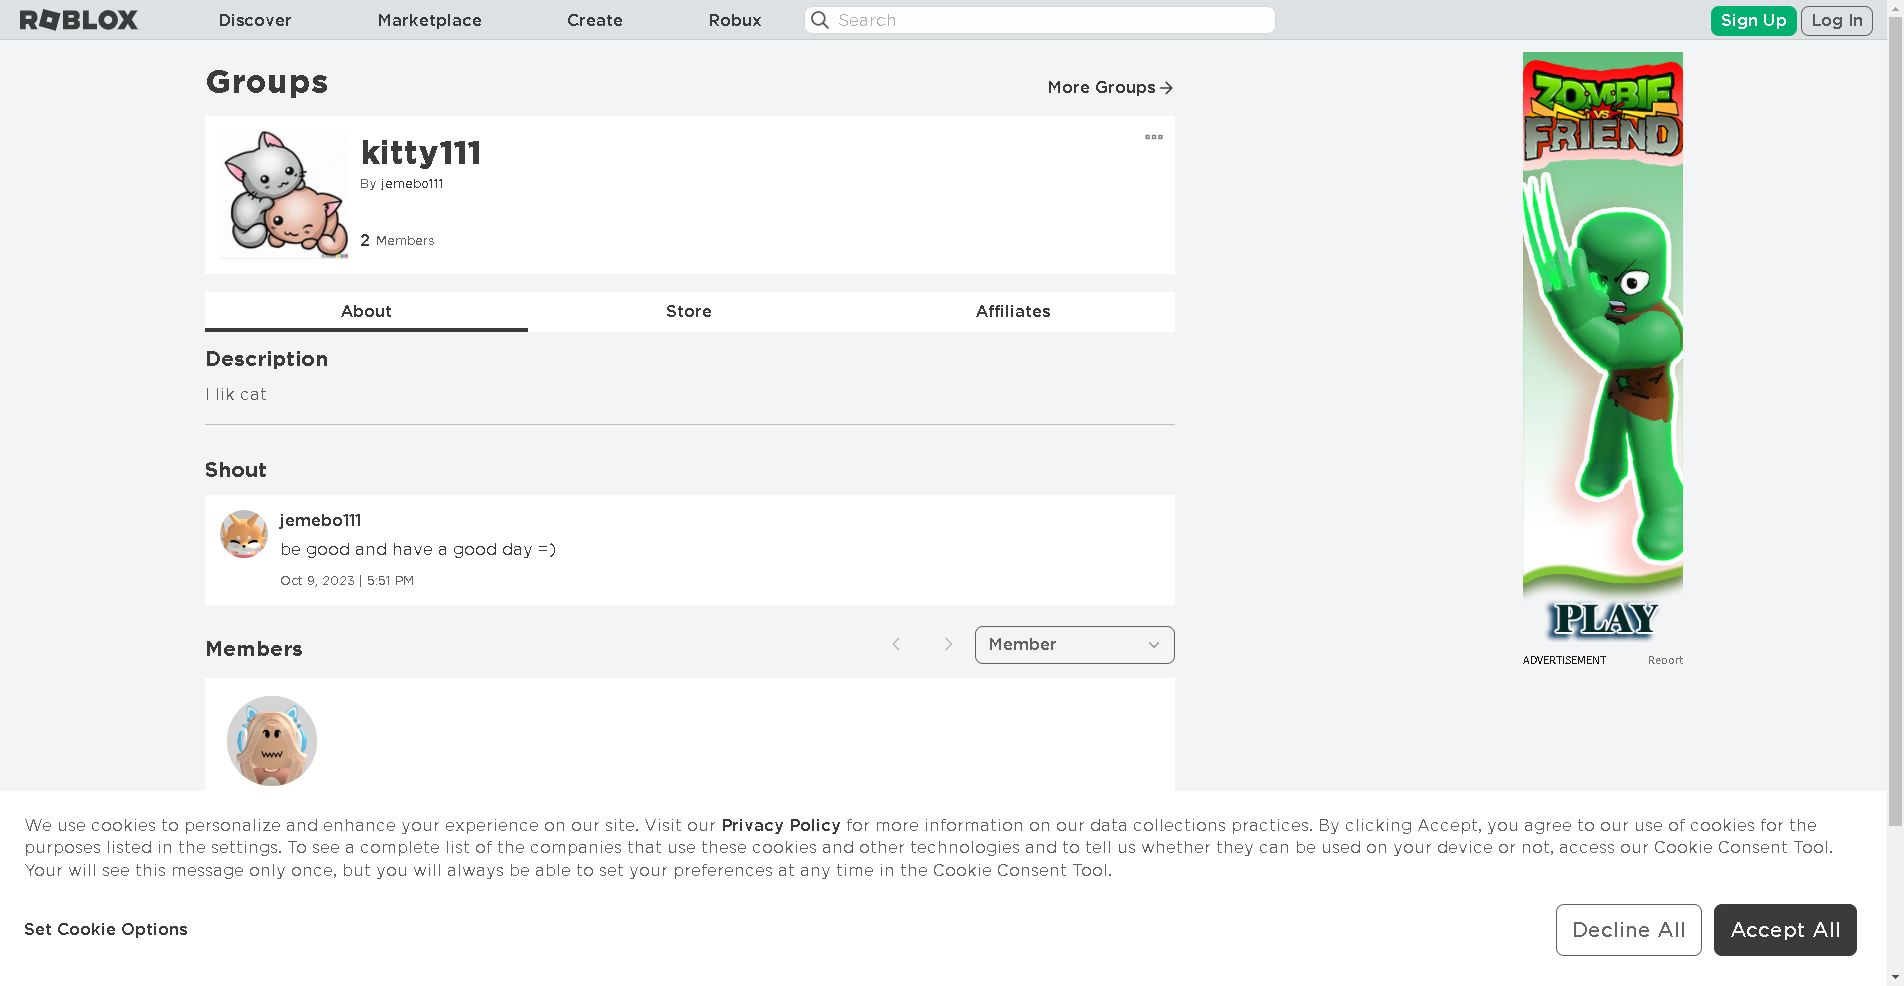 ROBLOX
Discover
Marketplace
Create
Robux
Search
Sign Up
Log In
Groups
More Groups
kitty111
By jemebo111
2 Members
About
Store
Affiliates
Description
I lik cat
Shout
jemebo111
be good and have a good day =)
Oct 9, 2023 | 5:51 PM
Members
Member
ZOMBIE
VS
FRIEND
PLAY
ADVERTISEMENT
Report
We use cookies to personalize and enhance your experience on our site. Visit our Privacy Policy for more information on our data collections practices. By clicking Accept, you agree to our use of cookies for the
purposes listed in the settings. To see a complete list of the companies that use these cookies and other technologies and to tell us whether they can be used on your device or not, access our Cookie Consent Tool.
Your will see this message only once, but you will always be able to set your preferences at any time in the Cookie Consent Tool.
Set Cookie Options
Decline All
Accept All